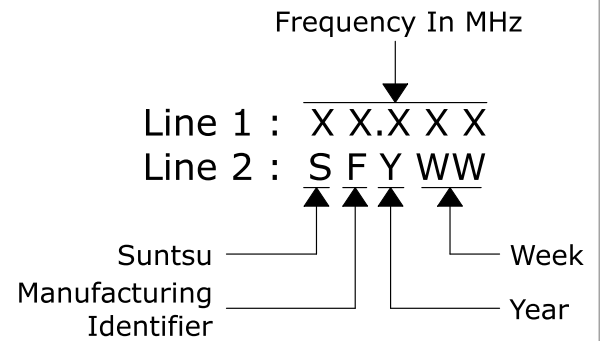 Frequency In MHz
Line 1 : X X.X X X
Line 2 : S F Y WW
Suntsu
Week
Manufacturing
Identifier
Year